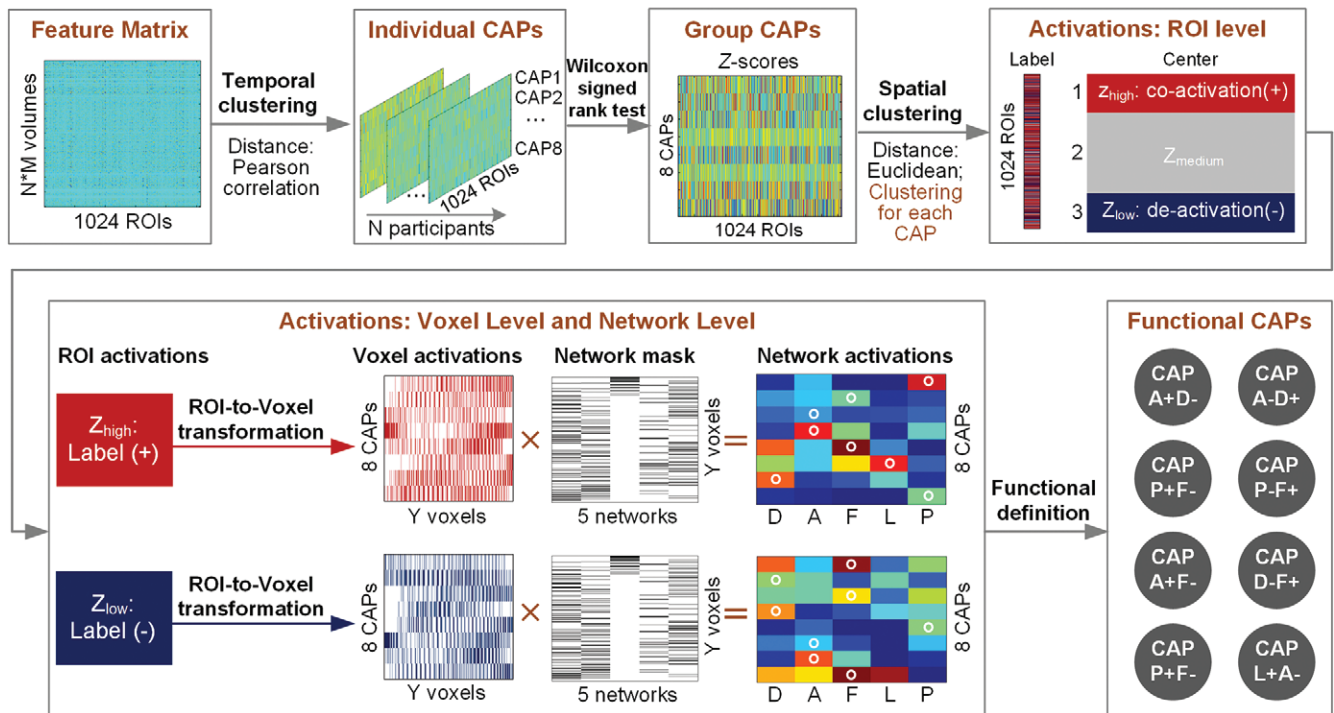 Feature Matrix
N*M volumes
1024 ROIs
Temporal
clustering
Distance:
Pearson
correlation
Individual CAPs
CAP1
CAP2
...
CAP8
...
1024 ROIs
N participants
Wilcoxon
signed
rank test
Group CAPs
Z-scores
8 CAPs
1024 ROIs
Spatial
clustering
Distance:
Euclidean;
Clustering
for each
CAP
Activations: ROI level
Label
Center
1024 ROIs
1 zhigh: co-activation(+)
2 Zmedium
3 Zlow: de-activation(-)
Activations: Voxel Level and Network Level
ROI activations
Voxel activations
Network mask
Network activations
Zhigh:
Label (+)
ROI-to-Voxel
transformation
8 CAPs
Y voxels
×
5 networks
Y voxels
=
8 CAPs
D A F L P
Zlow:
Label (-)
ROI-to-Voxel
transformation
8 CAPs
Y voxels
×
5 networks
Y voxels
=
8 CAPs
D A F L P
Functional
definition
Functional CAPs
CAP
A+D-
CAP
A-D+
CAP
P+F-
CAP
P-F+
CAP
A+F-
CAP
D-F+
CAP
P+F-
CAP
L+A-